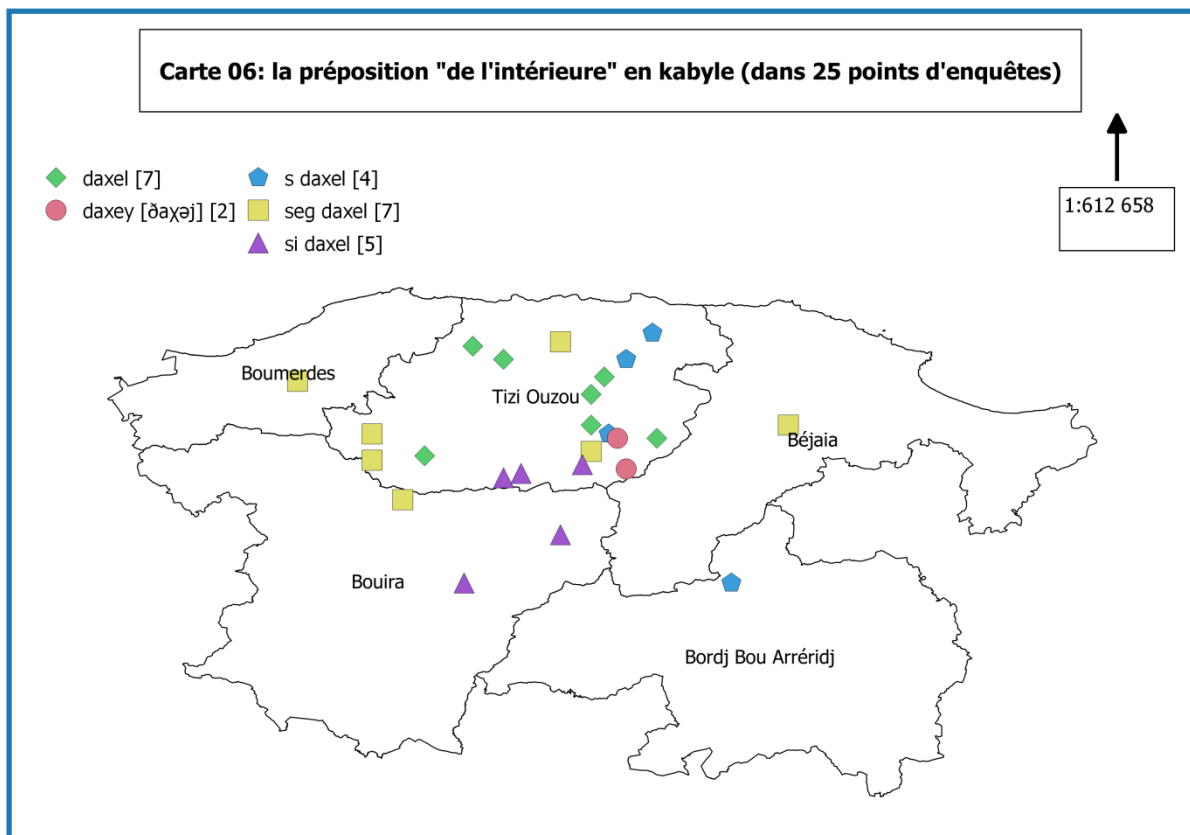 Carte 06: la préposition "de l'intérieure" en kabyle (dans 25 points d'enquêtes)
1:612 658
daxel [7]
s daxel [4]
daxey [ðaχəj] [2]
seg daxel [7]
si daxel [5]
Boumerdes
Tizi Ouzou
Béjaia
Bouira
Bordj Bou Arréridj